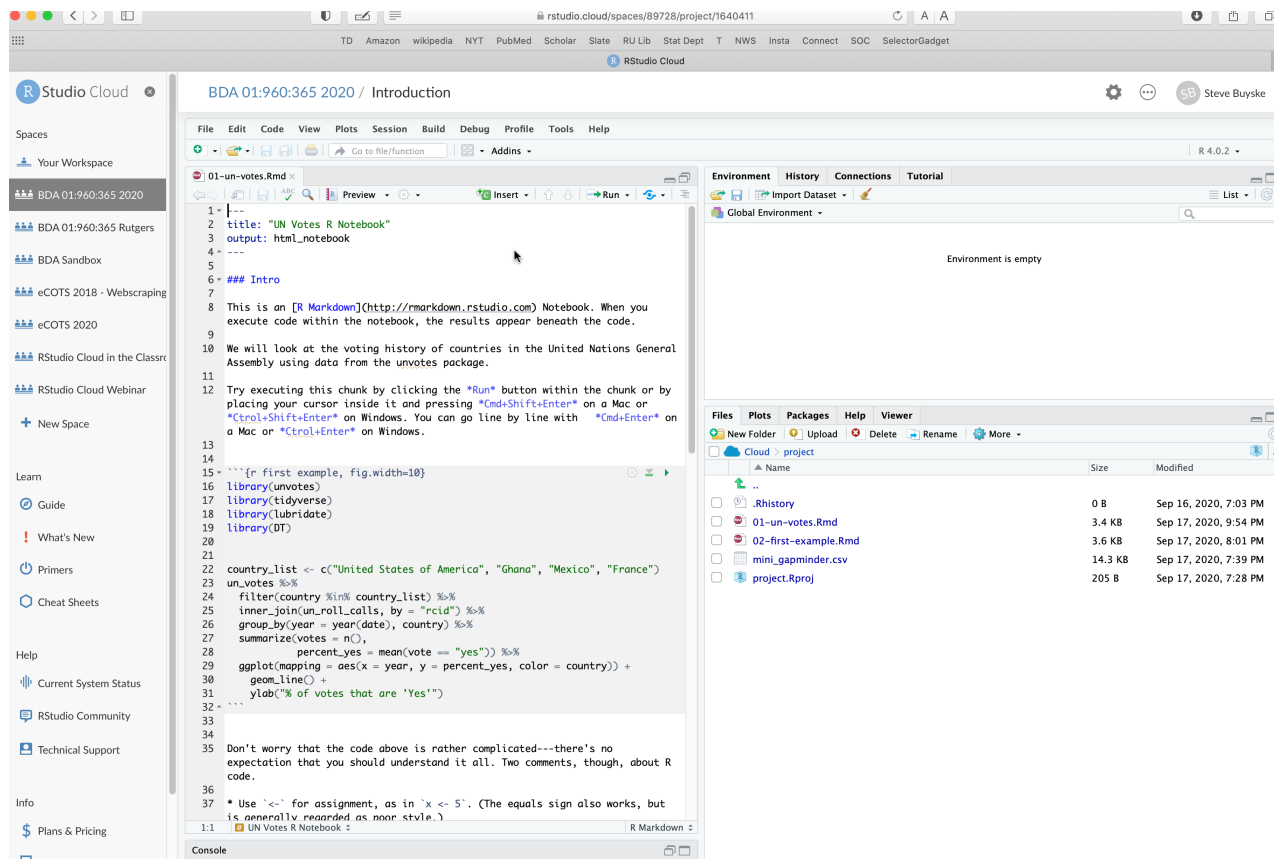 rstudio.cloud/spaces/89728/project/1640411
A A
TD Amazon wikipedia NYT PubMed Scholar Slate RU Lib Stat Dept T NWS Insta Connect SOC SelectorGadget
R RStudio Cloud
R Studio Cloud
Spaces
Your Workspace
BDA 01:960:365 2020
BDA 01:960:365 Rutgers
BDA Sandbox
eCOTS 2018 - Webscraping
eCOTS 2020
RStudio Cloud in the Classro
RStudio Cloud Webinar
New Space
Learn
Guide
What's New
Primers
Cheat Sheets
Help
Current System Status
RStudio Community
Technical Support
Info
$ Plans & Pricing
BDA 01:960:365 2020 / Introduction
SB Steve Buyske
File Edit Code View Plots Session Build Debug Profile Tools Help
Go to file/function Addins
R 4.0.2
01-un-votes.Rmd
ABC Preview Insert Run
1 ---
2 title: "UN Votes R Notebook"
3 output: html_notebook
4 ---
5
6 ### Intro
7
8 This is an [R Markdown](http://rmarkdown.rstudio.com) Notebook. When you
execute code within the notebook, the results appear beneath the code.
9
10 We will look at the voting history of countries in the United Nations General
Assembly using data from the unvotes package.
11
12 Try executing this chunk by clicking the *Run* button within the chunk or by
placing your cursor inside it and pressing *Cmd+Shift+Enter* on a Mac or
*Ctrol+Shift+Enter* on Windows. You can go line by line with *Cmd+Enter* on
a Mac or *Ctrol+Enter* on Windows.
13
14
15 ```{r first example, fig.width=10}
16 library(unvotes)
17 library(tidyverse)
18 library(lubridate)
19 library(DT)
20
21
22 country_list <- c("United States of America", "Ghana", "Mexico", "France")
23 un_votes %>%
24 filter(country %in% country_list) %>%
25 inner_join(un_roll_calls, by = "rcid") %>%
26 group_by(year = year(date), country) %>%
27 summarize(votes = n(),
28 percent_yes = mean(vote == "yes")) %>%
29 ggplot(mapping = aes(x = year, y = percent_yes, color = country)) +
30 geom_line() +
31 ylab("% of votes that are 'Yes'")
32 ```
33
34
35 Don't worry that the code above is rather complicated---there's no
expectation that you should understand it all. Two comments, though, about R
code.
36
37 * Use `<-` for assignment, as in `x <- 5`. (The equals sign also works, but
is generally regarded as poor style.)
1:1 # UN Votes R Notebook R Markdown
Console
Environment History Connections Tutorial
Import Dataset List
Global Environment
Environment is empty
Files Plots Packages Help Viewer
New Folder Upload Delete Rename More
Cloud project
Name Size Modified
..
.Rhistory 0 B Sep 16, 2020, 7:03 PM
01-un-votes.Rmd 3.4 KB Sep 17, 2020, 9:54 PM
02-first-example.Rmd 3.6 KB Sep 17, 2020, 8:01 PM
mini_gapminder.csv 14.3 KB Sep 17, 2020, 7:39 PM
project.Rproj 205 B Sep 17, 2020, 7:28 PM